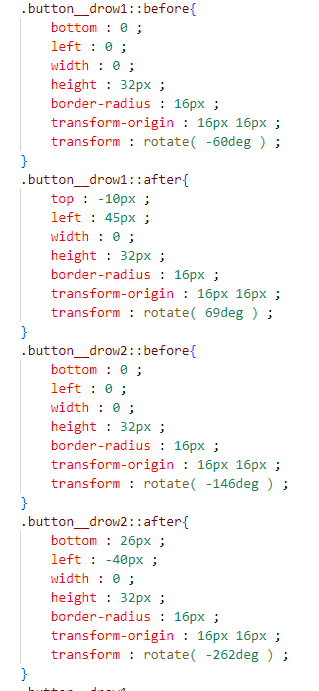 .button__drow1::before{
bottom : 0 ;
left : 0 ;
width : 0 ;
height : 32px ;
border-radius : 16px ;
transform-origin : 16px 16px ;
transform : rotate( -60deg ) ;
}
.button__drow1::after{
top : -10px ;
left : 45px ;
width : 0 ;
height : 32px ;
border-radius : 16px ;
transform-origin : 16px 16px ;
transform : rotate( 69deg ) ;
}
.button__drow2::before{
bottom : 0 ;
left : 0 ;
width : 0 ;
height : 32px ;
border-radius : 16px ;
transform-origin : 16px 16px ;
transform : rotate( -146deg ) ;
}
.button__drow2::after{
bottom : 26px ;
left : -40px ;
width : 0 ;
height : 32px ;
border-radius : 16px ;
transform-origin : 16px 16px ;
transform : rotate( -262deg ) ;
}